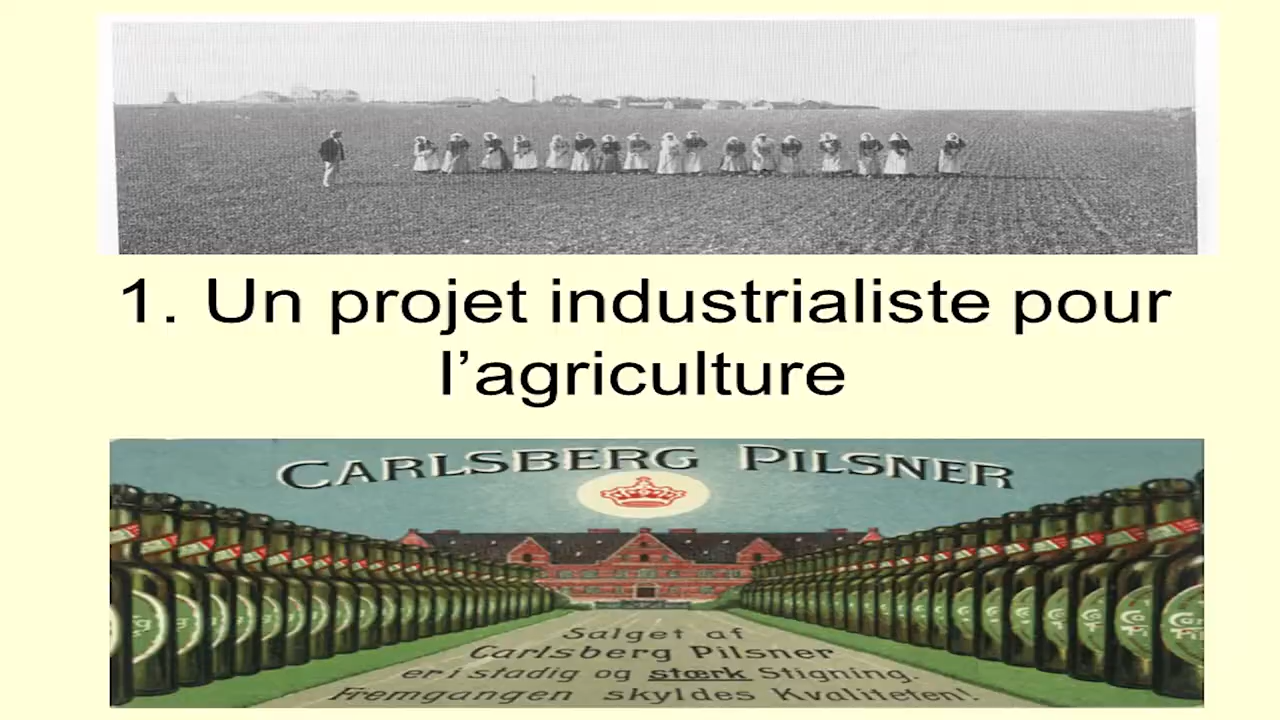 1. Un projet industrialiste pour
l’agriculture
CARLSBERG PILSNER
Salget af
Carlsberg Pilsner
er i stadig og stærk Stigning.
Fremgangen skyldes Kvaliteten!